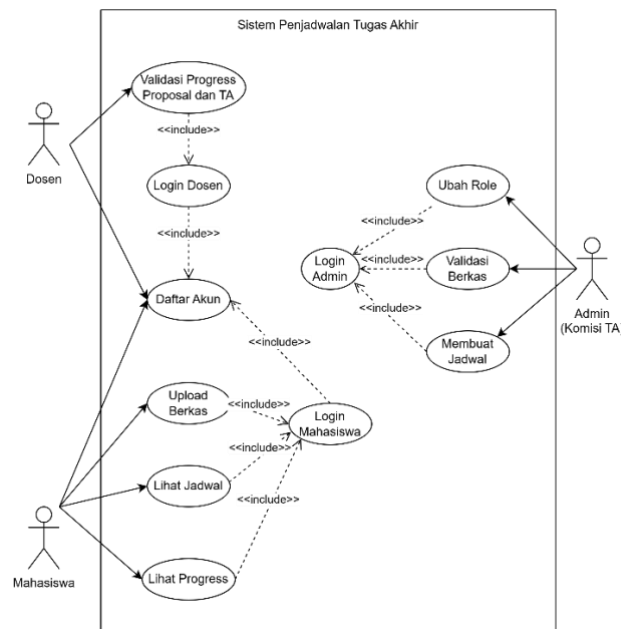 Sistem Penjadwalan Tugas Akhir
Validasi Progress
Proposal dan TA
<<include>>
Dosen
Login Dosen
Ubah Role
<<include>>
<<include>>
Login
Admin
<<include>>
Validasi
Berkas
Daftar Akun
<<include>>
Admin
(Komisi TA)
Membuat
Jadwal
<<include>>
Upload
Berkas
<<include>>
Login
Mahasiswa
<<include>>
Lihat Jadwal
<<include>>
Mahasiswa
Lihat Progress